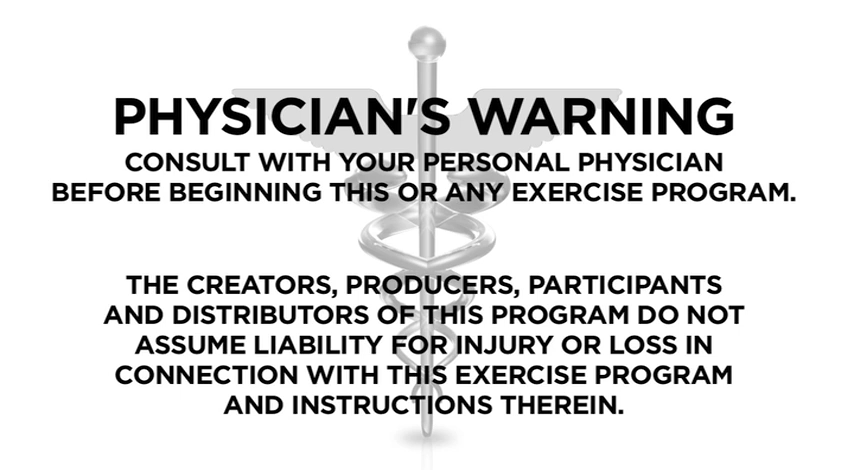 PHYSICIAN'S WARNING
CONSULT WITH YOUR PERSONAL PHYSICIAN
BEFORE BEGINNING THIS OR ANY EXERCISE PROGRAM.
THE CREATORS, PRODUCERS, PARTICIPANTS
AND DISTRIBUTORS OF THIS PROGRAM DO NOT
ASSUME LIABILITY FOR INJURY OR LOSS IN
CONNECTION WITH THIS EXERCISE PROGRAM
AND INSTRUCTIONS THEREIN.